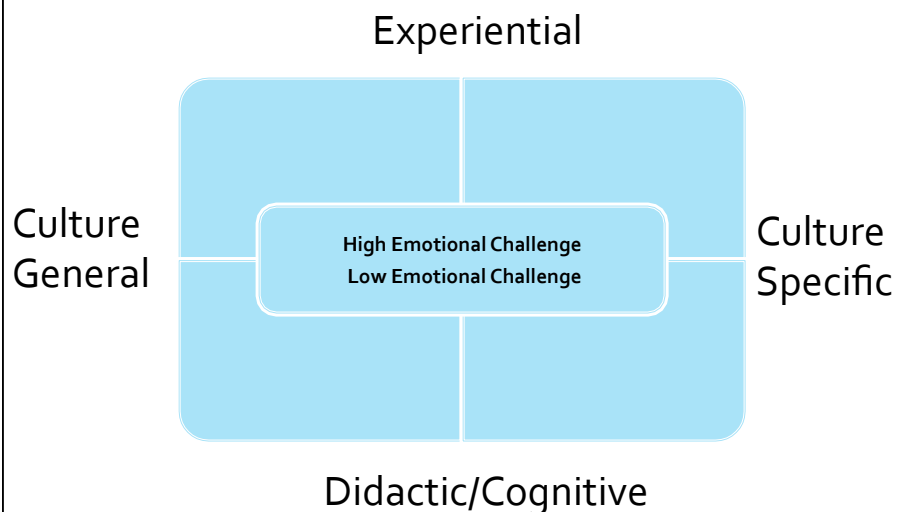 Experiential
Culture
General
High Emotional Challenge
Low Emotional Challenge
Culture
Specific
Didactic/Cognitive